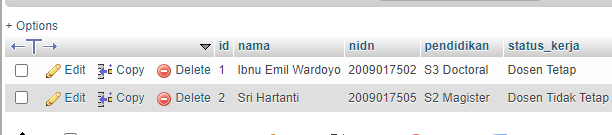 + Options
id nama nidn pendidikan status_kerja
Edit Copy Delete 1 Ibnu Emil Wardoyo 2009017502 S3 Doctoral Dosen Tetap
Edit Copy Delete 2 Sri Hartanti 2009017505 S2 Magister Dosen Tidak Tetap